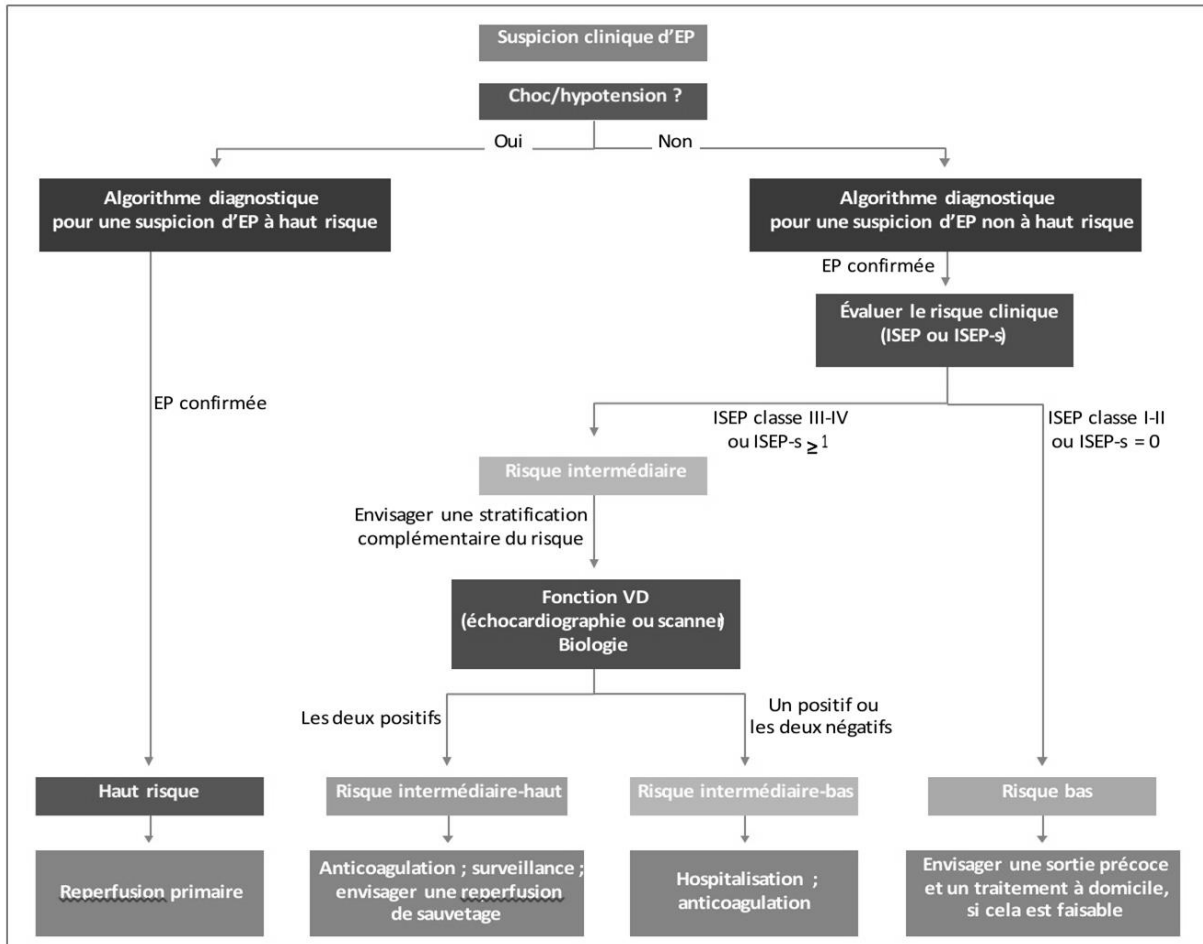 Suspicion clinique d'EP
Choc/hypotension ?
Oui
Non
Algorithme diagnostique
pour une suspicion d'EP à haut risque
Algorithme diagnostique
pour une suspicion d'EP non à haut risque
EP confirmée
Évaluer le risque clinique
(ISEP ou ISEP-s)
EP confirmée
ISEP classe III-IV
ou ISEP-s ≥ 1
ISEP classe I-II
ou ISEP-s = 0
Risque intermédiaire
Envisager une stratification
complémentaire du risque
Fonction VD
(échocardiographie ou scanner)
Biologie
Les deux positifs
Un positif ou
les deux négatifs
Haut risque
Risque intermédiaire-haut
Risque intermédiaire-bas
Risque bas
Reperfusion primaire
Anticoagulation ; surveillance ;
envisager une reperfusion
de sauvetage
Hospitalisation ;
anticoagulation
Envisager une sortie précoce
et un traitement à domicile,
si cela est faisable